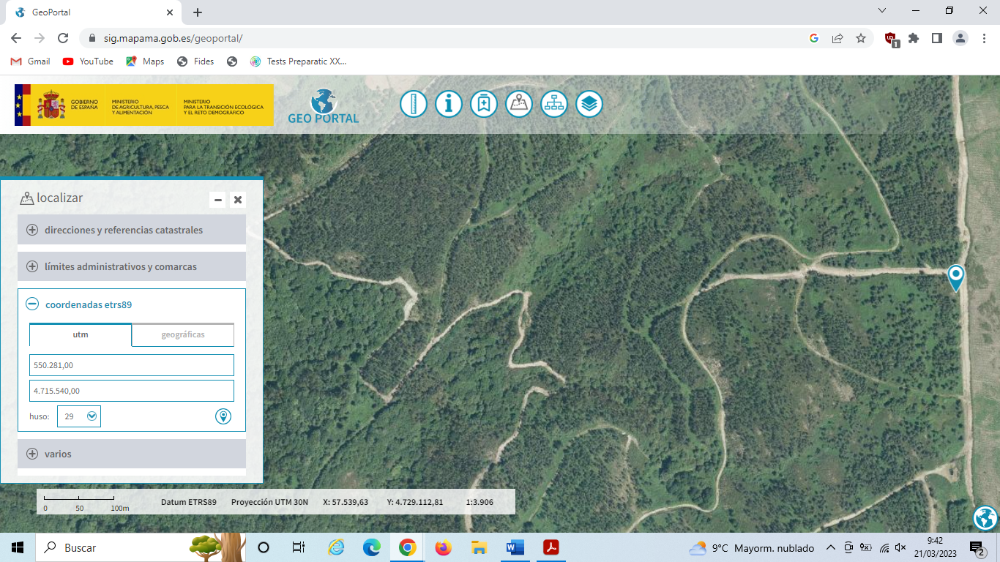 GeoPortal
sig.mapama.gob.es/geoportal/
1
Gmail
YouTube
Maps
Fides
Tests Preparatic XX...
GOBIERNO
DE ESPAÑA
MINISTERIO
DE AGRICULTURA, PESCA
Y ALIMENTACIÓN
MINISTERIO
PARA LA TRANSICIÓN ECOLÓGICA
Y EL RETO DEMOGRÁFICO
GEO PORTAL
localizar
direcciones y referencias catastrales
límites administrativos y comarcas
coordenadas etrs89
utm
geográficas
550.281,00
4.715.540,00
huso: 29
varios
0 50 100m
Datum ETRS89 Proyección UTM 30N X: 57.539,63 Y: 4.729.112,81 1:3.906
Buscar
9°C Mayorm. nublado
9:42
21/03/2023
2